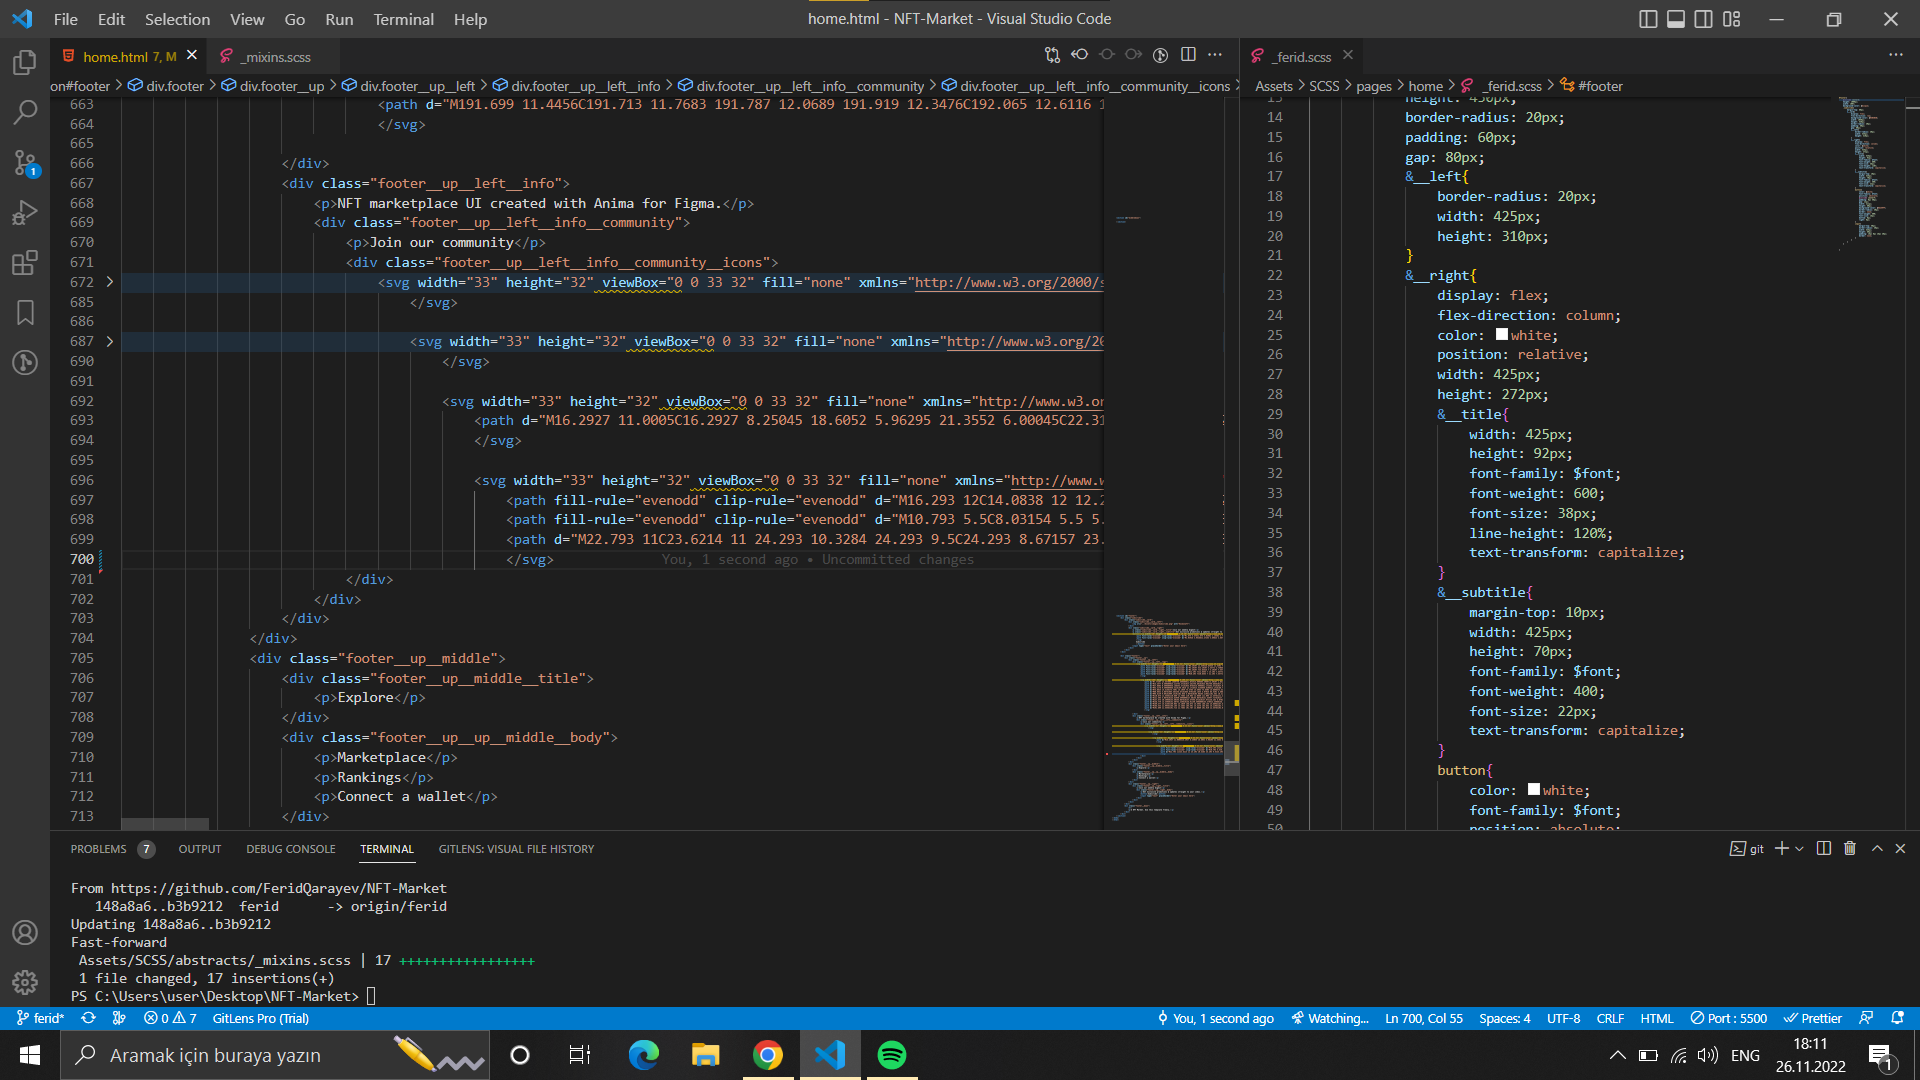 File Edit Selection View Go Run Terminal Help
home.html - NFT-Market - Visual Studio Code
home.html 7, M
_mixins.scss
_ferid.scss
on#footer > div.footer > div.footer__up > div.footer__up__left > div.footer__up__left__info > div.footer__up__left__info__community > div.footer__up__left__info__community__icons >
Assets > SCSS > pages > home > _ferid.scss > #footer
663 <path d="M191.699 11.4456C191.713 11.7683 191.787 12.0689 191.919 12.3476C192.065 12.6116 1
664 </svg>
665
666 </div>
667 <div class="footer__up__left__info">
668 <p>NFT marketplace UI created with Anima for Figma.</p>
669 <div class="footer__up__left__info__community">
670 <p>Join our community</p>
671 <div class="footer__up__left__info__community__icons">
672 <svg width="33" height="32" viewBox="0 0 33 32" fill="none" xmlns="http://www.w3.org/2000/s
685 </svg>
686
687 <svg width="33" height="32" viewBox="0 0 33 32" fill="none" xmlns="http://www.w3.org/20
690 </svg>
691
692 <svg width="33" height="32" viewBox="0 0 33 32" fill="none" xmlns="http://www.w3.or
693 <path d="M16.2927 11.0005C16.2927 8.25045 18.6052 5.96295 21.3552 6.00045C22.31
694 </svg>
695
696 <svg width="33" height="32" viewBox="0 0 33 32" fill="none" xmlns="http://www.w
697 <path fill-rule="evenodd" clip-rule="evenodd" d="M16.293 12C14.0838 12 12.2
698 <path fill-rule="evenodd" clip-rule="evenodd" d="M10.793 5.5C8.03154 5.5 5.
699 <path d="M22.793 11C23.6214 11 24.293 10.3284 24.293 9.5C24.293 8.67157 23.
700 </svg> You, 1 second ago • Uncommitted changes
701 </div>
702 </div>
703 </div>
704 </div>
705 <div class="footer__up__middle">
706 <div class="footer__up__middle__title">
707 <p>Explore</p>
708 </div>
709 <div class="footer__up__up__middle__body">
710 <p>Marketplace</p>
711 <p>Rankings</p>
712 <p>Connect a wallet</p>
713 </div>
13 height: 430px;
14 border-radius: 20px;
15 padding: 60px;
16 gap: 80px;
17 &__left{
18 border-radius: 20px;
19 width: 425px;
20 height: 310px;
21 }
22 &__right{
23 display: flex;
24 flex-direction: column;
25 color: white;
26 position: relative;
27 width: 425px;
28 height: 272px;
29 &__title{
30 width: 425px;
31 height: 92px;
32 font-family: $font;
33 font-weight: 600;
34 font-size: 38px;
35 line-height: 120%;
36 text-transform: capitalize;
37 }
38 &__subtitle{
39 margin-top: 10px;
40 width: 425px;
41 height: 70px;
42 font-family: $font;
43 font-weight: 400;
44 font-size: 22px;
45 text-transform: capitalize;
46 }
47 button{
48 color: white;
49 font-family: $font;
50 position: absolute;
PROBLEMS 7 OUTPUT DEBUG CONSOLE TERMINAL GITLENS: VISUAL FILE HISTORY
git
From https://github.com/FeridQarayev/NFT-Market
148a8a6..b3b9212 ferid -> origin/ferid
Updating 148a8a6..b3b9212
Fast-forward
Assets/SCSS/abstracts/_mixins.scss | 17 +++++++++++++++++
1 file changed, 17 insertions(+)
PS C:\Users\user\Desktop\NFT-Market>
ferid* 0 7 GitLens Pro (Trial)
You, 1 second ago Watching... Ln 700, Col 55 Spaces: 4 UTF-8 CRLF HTML Port : 5500 Prettier
Aramak için buraya yazın
ENG
18:11
26.11.2022
1